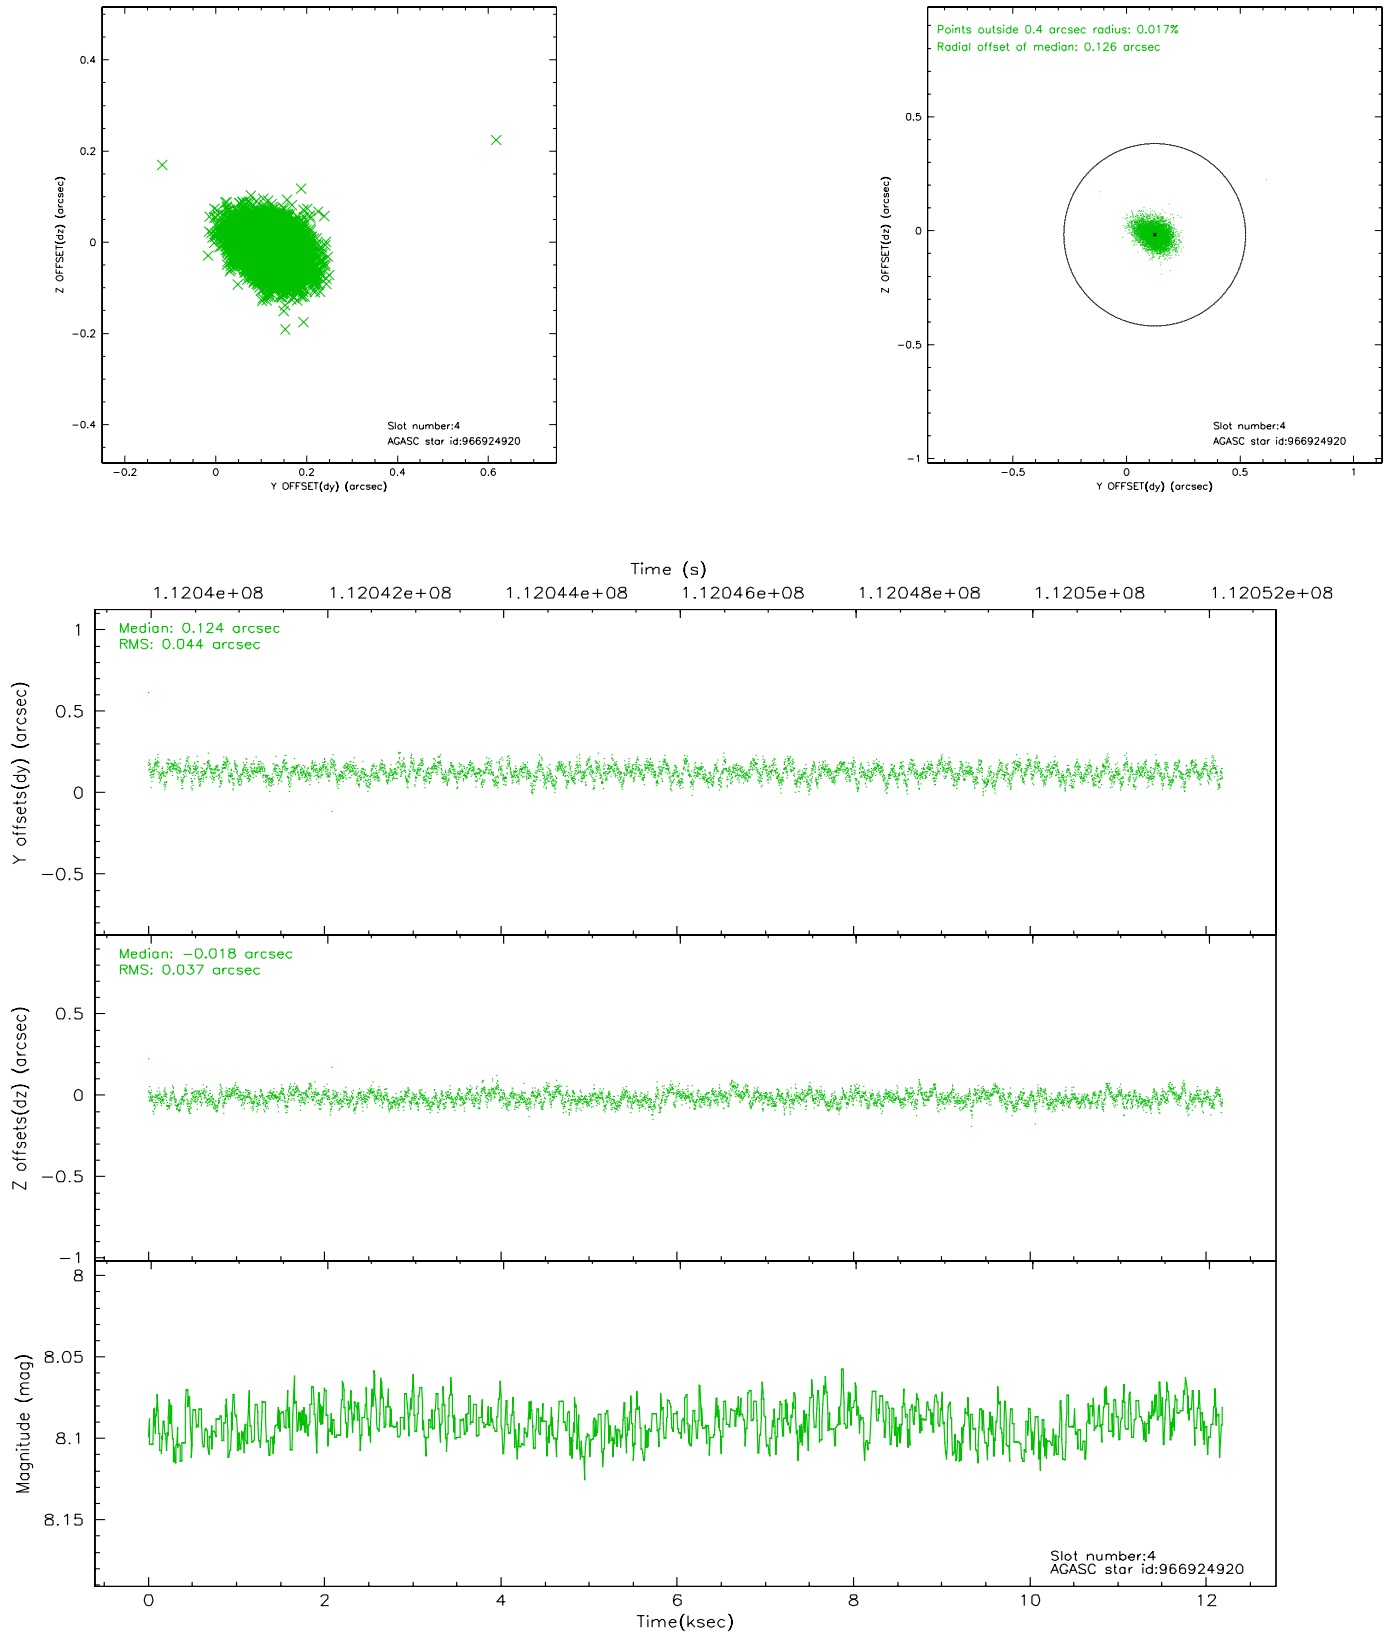 0.4
0.2
0
−0.2
−0.4
Z OFFSET(dz) (arcsec)
Slot number:4
AGASC star id:966924920
−0.2
0
0.2
0.4
0.6
Y OFFSET(dy) (arcsec)
Points outside 0.4 arcsec radius: 0.017%
Radial offset of median: 0.126 arcsec
0.5
0
−0.5
−1
Z OFFSET(dz) (arcsec)
Slot number:4
AGASC star id:966924920
−0.5
0
0.5
1
Y OFFSET(dy) (arcsec)
Time (s)
1.1204e+08
1.12042e+08
1.12044e+08
1.12046e+08
1.12048e+08
1.1205e+08
1.12052e+08
Median: 0.124 arcsec
RMS: 0.044 arcsec
1
0.5
0
−0.5
Y offsets(dy) (arcsec)
Median: −0.018 arcsec
RMS: 0.037 arcsec
0.5
0
−0.5
−1
Z offsets(dz) (arcsec)
8
8.05
8.1
8.15
Magnitude (mag)
Slot number:4
AGASC star id:966924920
0
2
4
6
8
10
12
Time(ksec)